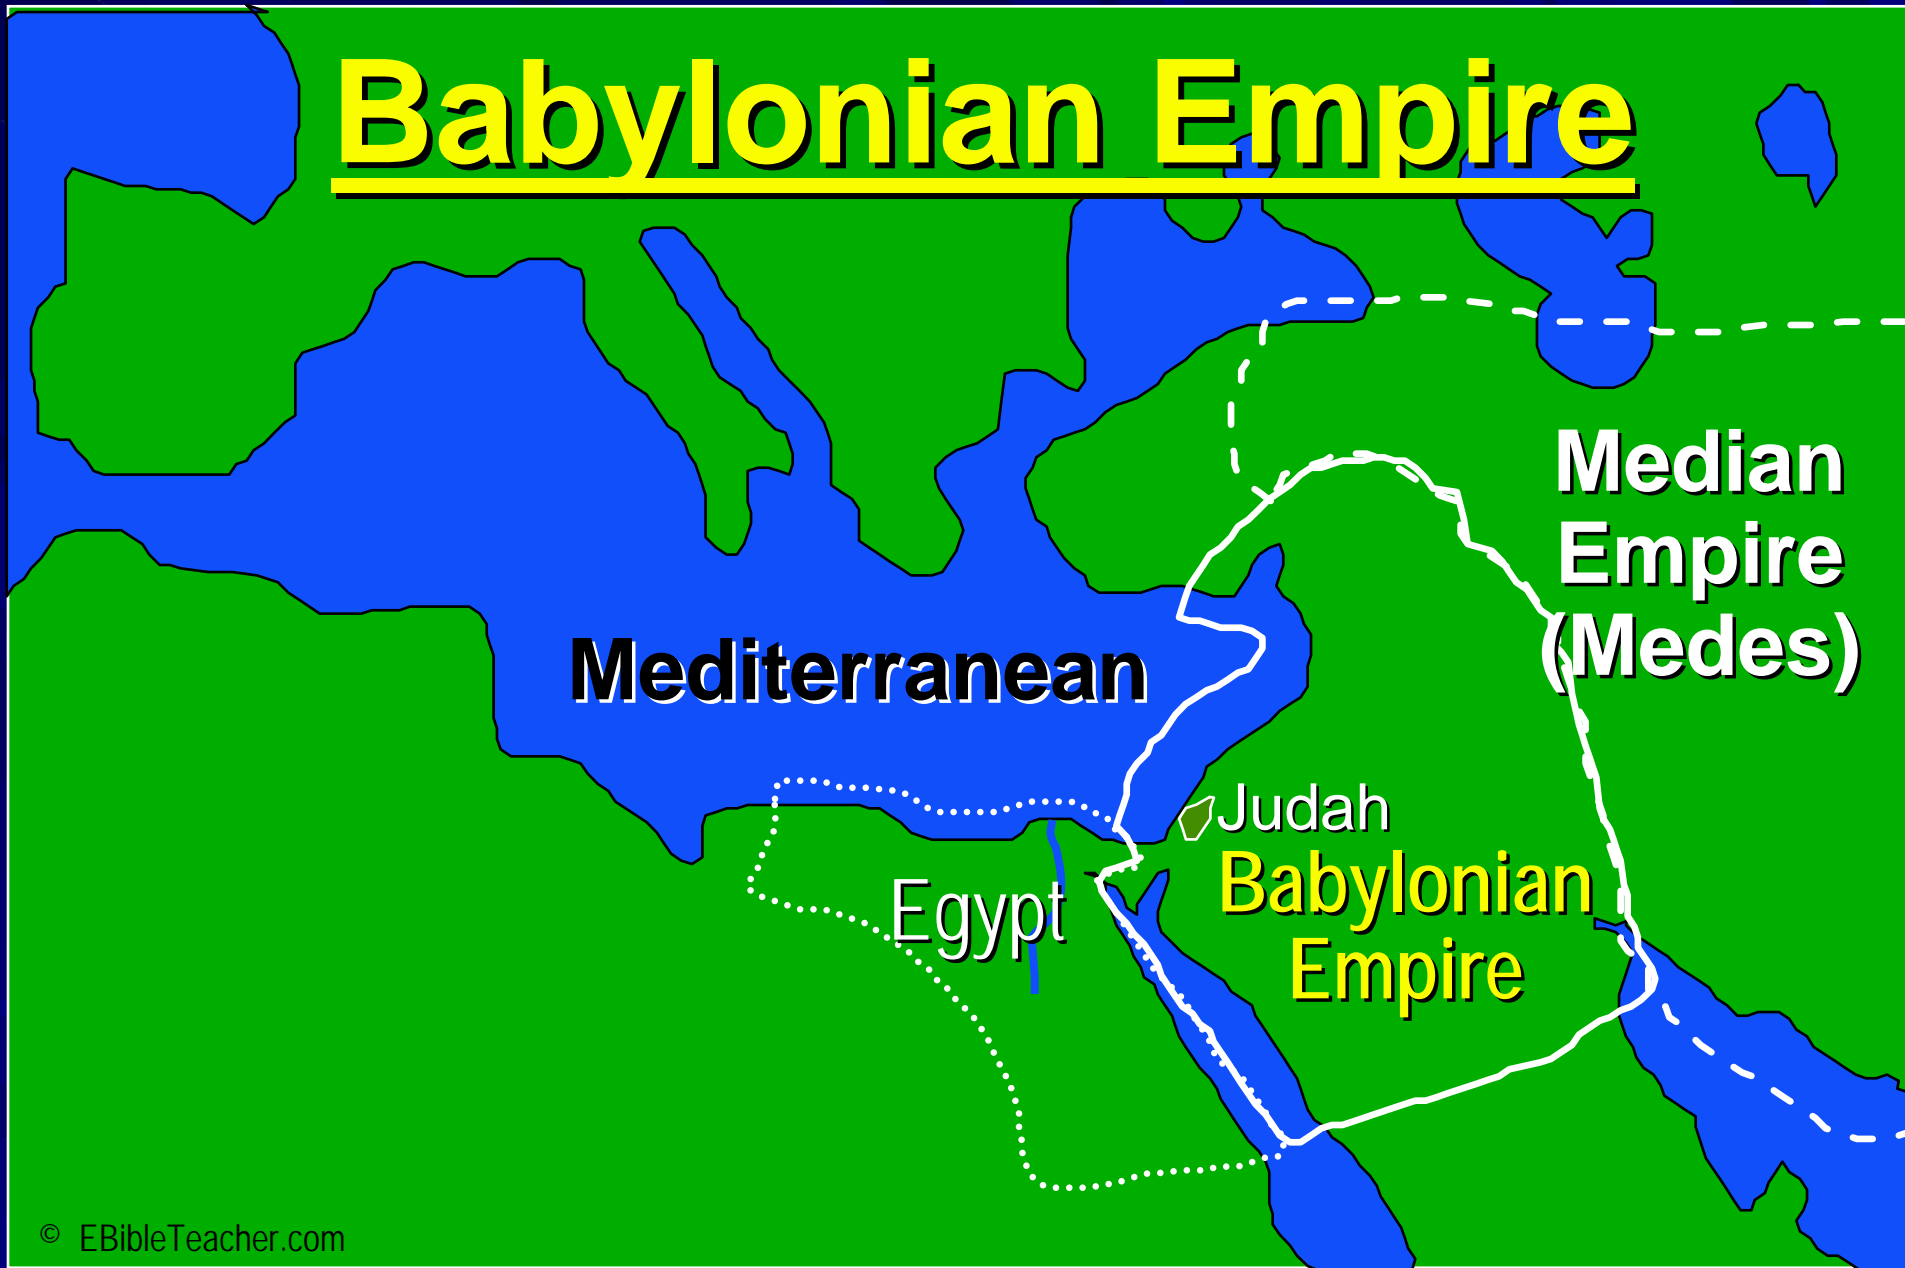 Babylonian Empire
Median
Empire
(Medes)
Mediterranean
Judah
Babylonian
Empire
Egypt
© EBibleTeacher.com